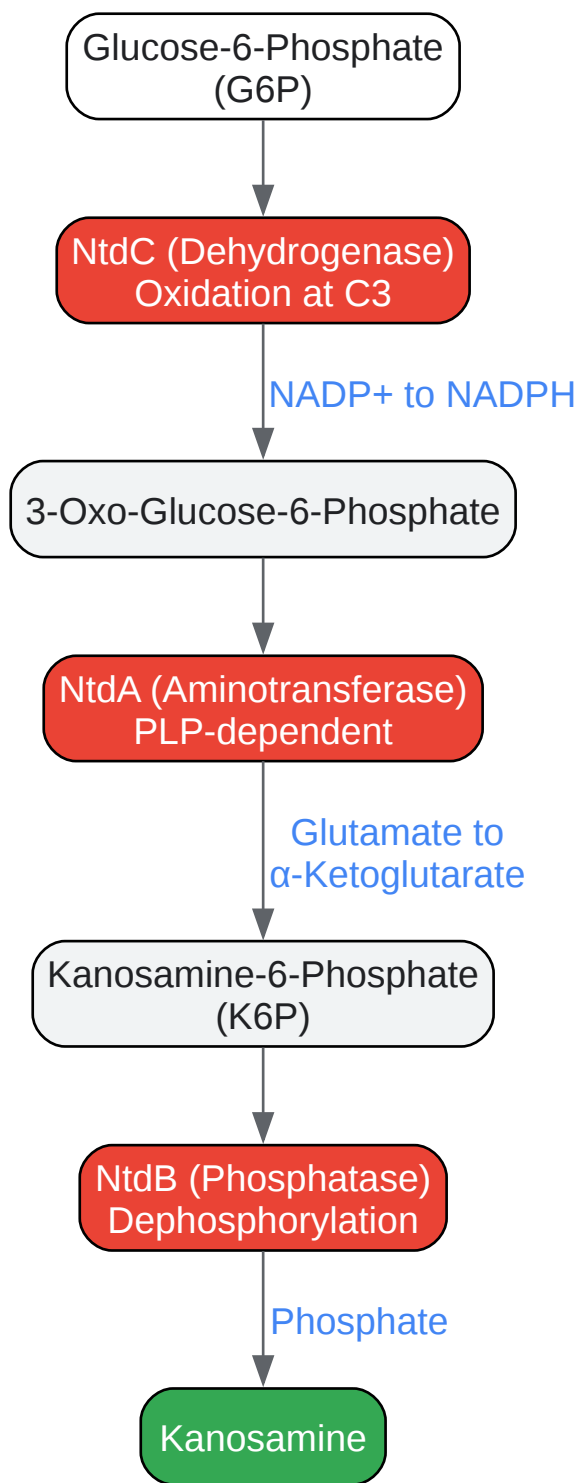 Glucose-6-Phosphate
(G6P)
NtdC (Dehydrogenase)
Oxidation at C3
NADP+ to NADPH
3-Oxo-Glucose-6-Phosphate
NtdA (Aminotransferase)
PLP-dependent
Glutamate to
α-Ketoglutarate
Kanosamine-6-Phosphate
(K6P)
NtdB (Phosphatase)
Dephosphorylation
Phosphate
Kanosamine